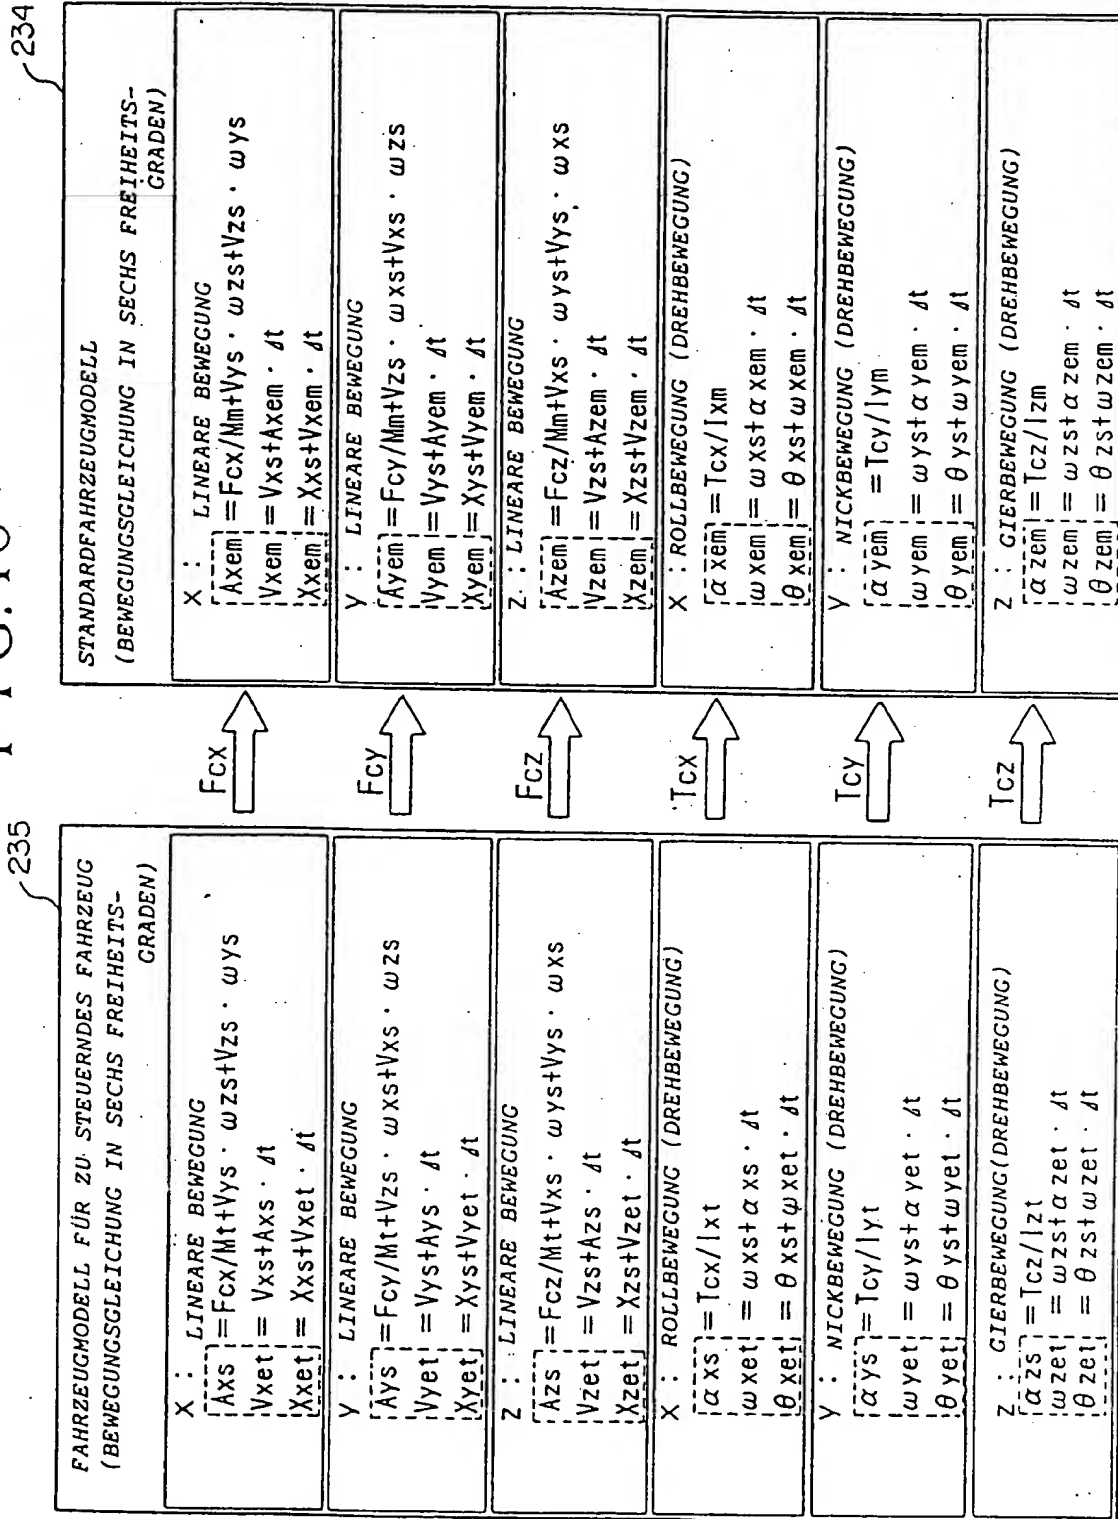 235
FAHRZEUGMODELL FÜR ZU STEUERNDES FAHRZEUG
(BEWEGUNGSGLEICHUNG IN SECHS FREIHEITS-
GRADEN)
X : LINEARE BEWEGUNG
Axs =Fcx/Mt+Vys · ωzs+Vzs · ωys
Vxet = Vxs+Axs · Δt
Xxet = Xxs+Vxet · Δt
Y : LINEARE BEWEGUNG
Ays =Fcy/Mt+Vzs · ωxs+Vxs · ωzs
Vyet =Vys+Ays · Δt
Xyet =Xys+Vyet · Δt
Z : LINEARE BEWEGUNG
Azs =Fcz/Mt+Vxs · ωys+Vys · ωxs
Vzet =Vzs+Azs · Δt
Xzet =Xzs+Vzet · Δt
X : ROLLBEWEGUNG (DREHBEWEGUNG)
αxs =Tcx/Ixt
ωxet =ωxs+αxs · Δt
θxet =θxs+ωxet · Δt
Y : NICKBEWEGUNG (DREHBEWEGUNG)
αys =Tcy/Iyt
ωyet =ωys+αyet · Δt
θyet =θys+ωyet · Δt
Z : GIERBEWEGUNG(DREHBEWEGUNG)
αzs =Tcz/Izt
ωzet =ωzs+αzet · Δt
θzet =θzs+ωzet · Δt
Fcx
Fcy
Fcz
Tcx
Tcy
Tcz
234
STANDARDFAHRZEUGMODELL
(BEWEGUNGSGLEICHUNG IN SECHS FREIHEITS-
GRADEN)
X : LINEARE BEWEGUNG
Axem =Fcx/Mm+Vys · ωzs+Vzs · ωys
Vxem =Vxs+Axem · Δt
Xxem =Xxs+Vxem · Δt
Y : LINEARE BEWEGUNG
Ayem =Fcy/Mm+Vzs · ωxs+Vxs · ωzs
Vyem =Vys+Ayem · Δt
Xyem =Xys+Vyem · Δt
Z : LINEARE BEWEGUNG
Azem =Fcz/Mm+Vxs · ωys+Vys · ωxs
Vzem =Vzs+Azem · Δt
Xzem =Xzs+Vzem · Δt
X : ROLLBEWEGUNG (DREHBEWEGUNG)
αxem =Tcx/Ixm
ωxem =ωxs+αxem · Δt
θxem =θxs+ωxem · Δt
Y : NICKBEWEGUNG (DREHBEWEGUNG)
αyem =Tcy/Iym
ωyem =ωys+αyem · Δt
θyem =θys+ωyem · Δt
Z : GIERBEWEGUNG (DREHBEWEGUNG)
αzem =Tcz/Izm
ωzem =ωzs+αzem · Δt
θzem =θzs+ωzem · Δt